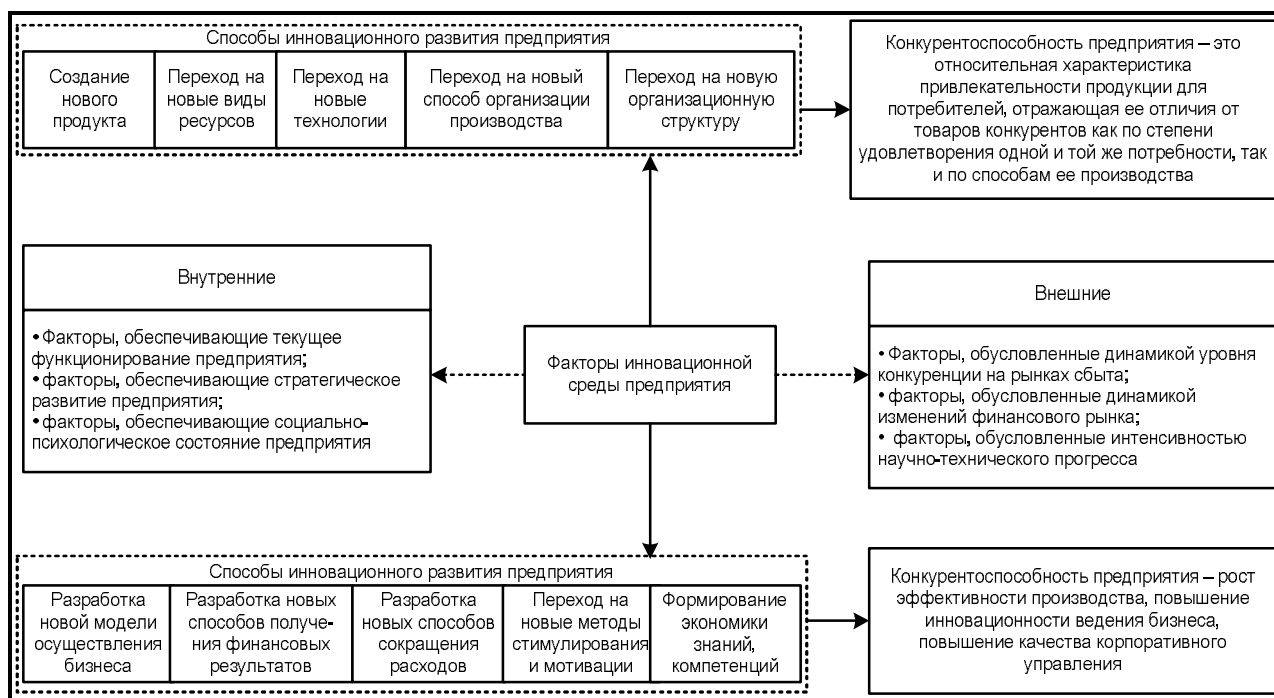 Способы инновационного развития предприятия
Создание
нового
продукта
Переход на
новые виды
ресурсов
Переход на
новые
технологии
Переход на новый
способ организации
производства
Переход на новую
организационную
структуру
Конкурентоспособность предприятия – это
относительная характеристика
привлекательности продукции для
потребителей, отражающая ее отличия от
товаров конкурентов как по степени
удовлетворения одной и той же потребности, так
и по способам ее производства
Внутренние
• Факторы, обеспечивающие текущее
функционирование предприятия;
• факторы, обеспечивающие стратегическое
развитие предприятия;
• факторы, обеспечивающие социально-
психологическое состояние предприятия
Факторы инновационной
среды предприятия
Внешние
• Факторы, обусловленные динамикой уровня
конкуренции на рынках сбыта;
• факторы, обусловленные динамикой
изменений финансового рынка;
• факторы, обусловленные интенсивностью
научно-технического прогресса
Способы инновационного развития предприятия
Разработка
новой модели
осуществления
бизнеса
Разработка новых
способов получе-
ния финансовых
результатов
Разработка
новых способов
сокращения
расходов
Переход на
новые методы
стимулирования
и мотивации
Формирование
экономики
знаний,
компетенций
Конкурентоспособность предприятия – рост
эффективности производства, повышение
инновационности ведения бизнеса,
повышение качества корпоративного
управления